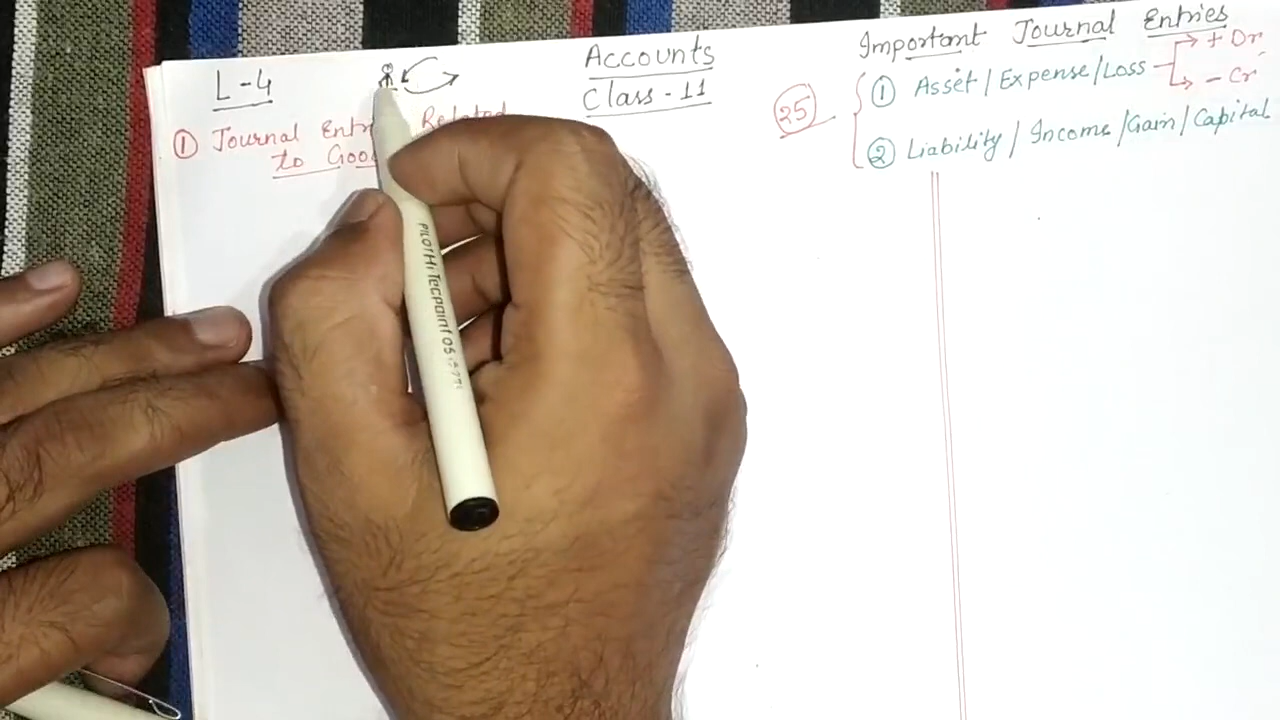 L-4
Accounts
Class - 11
① Journal Entr Related
to Goo
Important Journal Entries
25
① Asset / Expense / Loss
+ Dr
- Cr
② Liability / Income / Gain / Capital
PILOT Hi Tecpoint 05